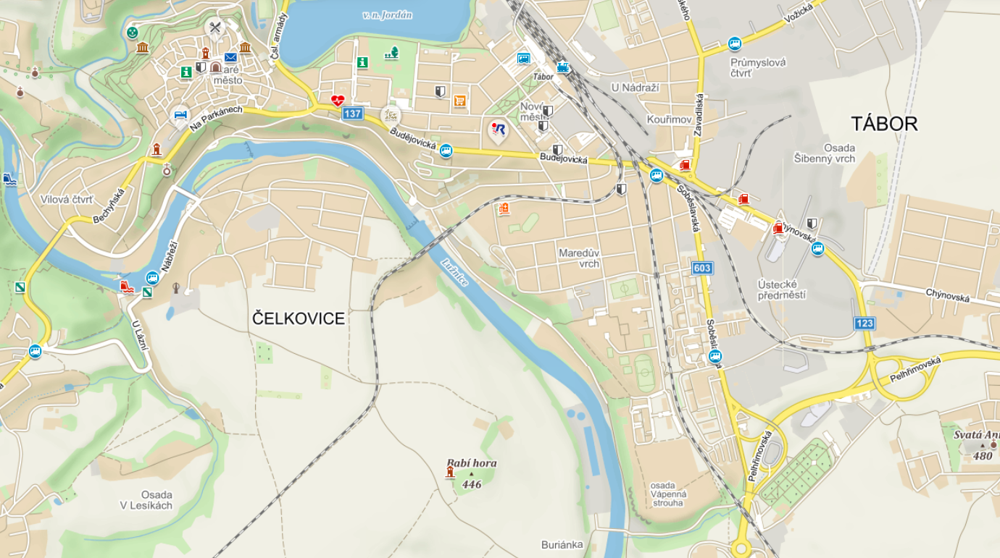 v. n. Jordán
Vožická
ského
Čsl. armády
Průmyslová
čtvrť
Tábor
aré
město
U Nádraží
137
Nové
město
Kouřimov
Zavadilská
TÁBOR
Na Parkánech
Budějovická
Budějovická
Osada
Šibenný vrch
Vilová čtvrť
Bechyňská
Soběslavská
Chýnovská
Nábřeží
Lužnice
Maredův
vrch
603
Ústecké
předměstí
Chýnovská
ČELKOVICE
U Lázní
123
Soběslavská
Pelhřimovská
Svatá Ann
480
Pelhřimovská
Babí hora
446
Osada
V Lesíkách
osada
Vápenná
strouha
Buriánka